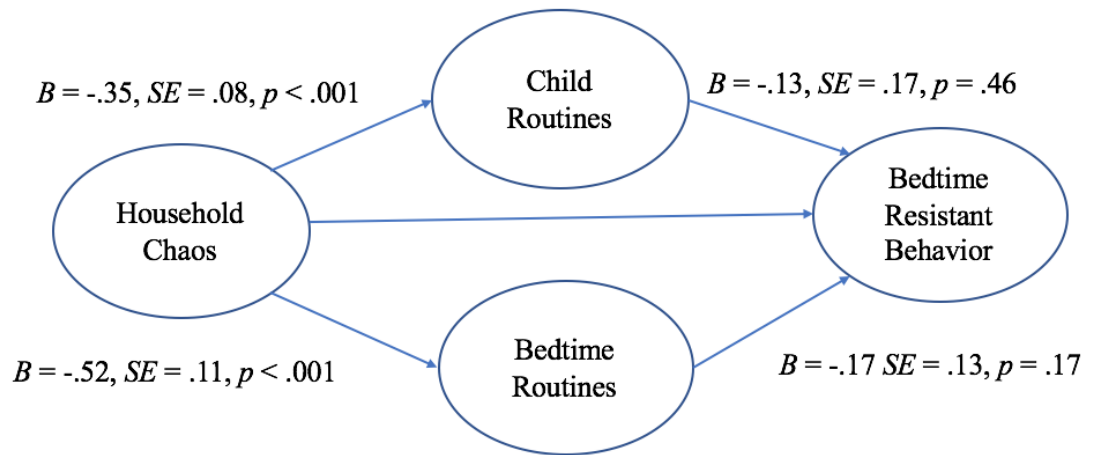 Child
Routines
B = -.35, SE = .08, p < .001
B = -.13, SE = .17, p = .46
Household
Chaos
Bedtime
Resistant
Behavior
Bedtime
Routines
B = -.52, SE = .11, p < .001
B = -.17 SE = .13, p = .17